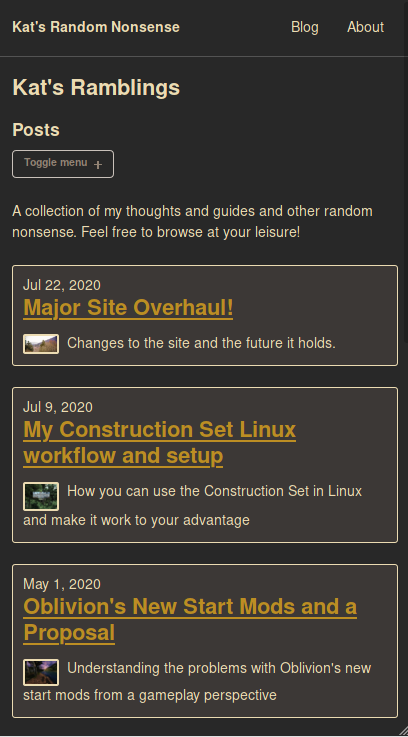 Kat's Random Nonsense Blog About
Kat's Ramblings
Posts
Toggle menu +
A collection of my thoughts and guides and other random
nonsense. Feel free to browse at your leisure!
Jul 22, 2020
Major Site Overhaul!
Changes to the site and the future it holds.
Jul 9, 2020
My Construction Set Linux
workflow and setup
How you can use the Construction Set in Linux
and make it work to your advantage
May 1, 2020
Oblivion's New Start Mods and a
Proposal
Understanding the problems with Oblivion's new
start mods from a gameplay perspective